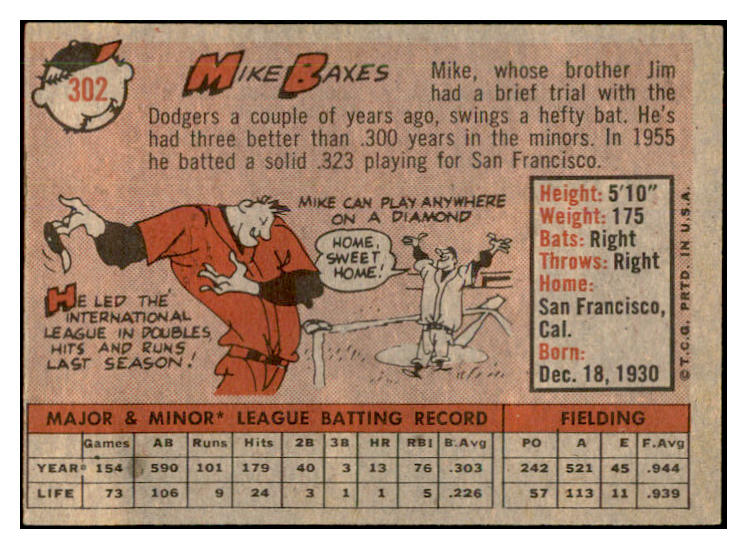 302
MIKE BAXES
Mike, whose brother Jim
had a brief trial with the
Dodgers a couple of years ago, swings a hefty bat. He's
had three better than .300 years in the minors. In 1955
he batted a solid .323 playing for San Francisco.
MIKE CAN PLAY ANYWHERE
ON A DIAMOND
HOME,
SWEET
HOME!
HE LED THE
INTERNATIONAL
LEAGUE IN DOUBLES
HITS AND RUNS
LAST SEASON!
Height: 5'10"
Weight: 175
Bats: Right
Throws: Right
Home:
San Francisco,
Cal.
Born:
Dec. 18, 1930
© T.C.G. PRTD. IN U.S.A.
MAJOR & MINOR* LEAGUE BATTING RECORD FIELDING
Games AB Runs Hits 2B 3B HR RBI B.Avg PO A E F.Avg
YEAR* 154 590 101 179 40 3 13 76 .303 242 521 45 .944
LIFE 73 106 9 24 3 1 1 5 .226 57 113 11 .939